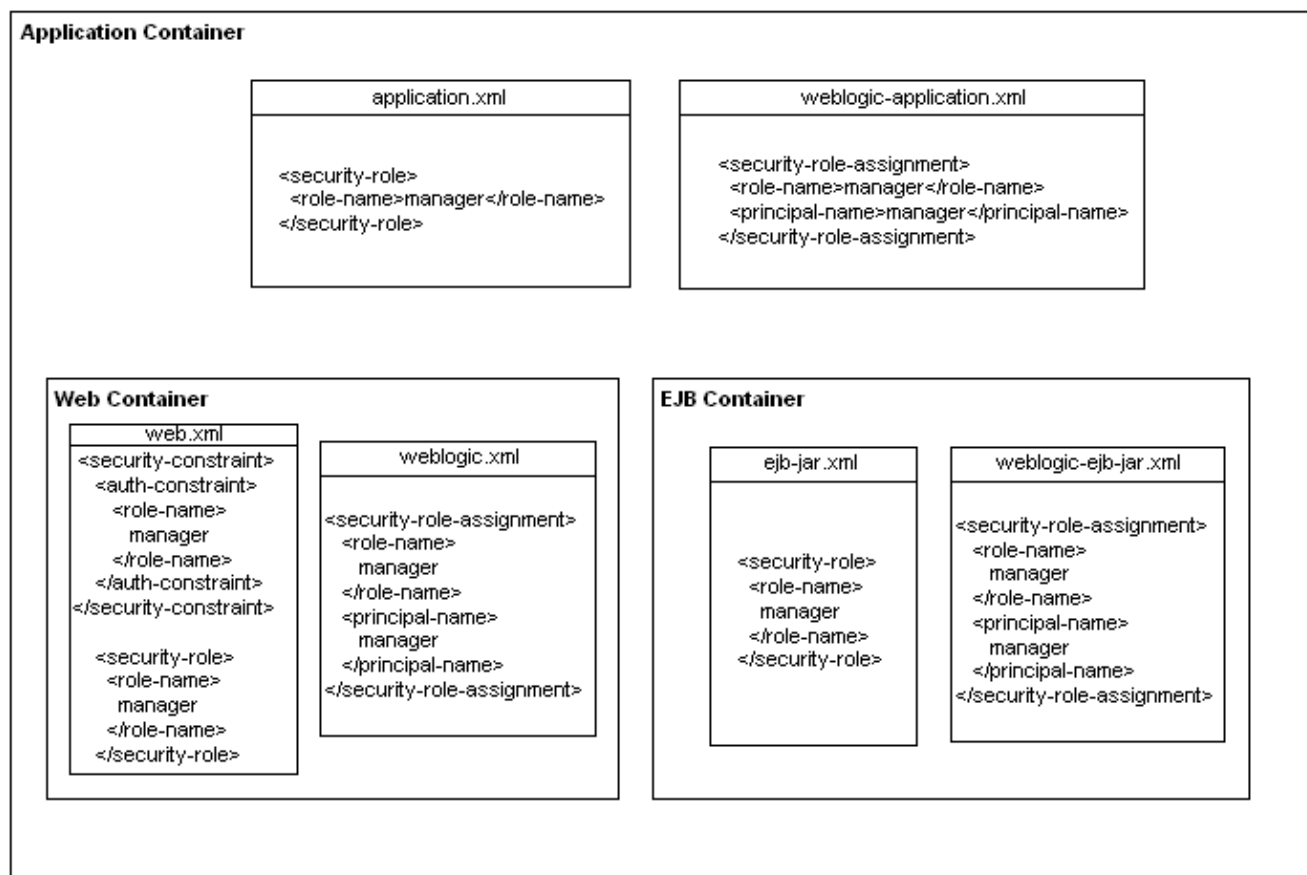 Application Container
application.xml
<security-role>
<role-name>manager</role-name>
</security-role>
weblogic-application.xml
<security-role-assignment>
<role-name>manager</role-name>
<principal-name>manager</principal-name>
</security-role-assignment>
Web Container
web.xml
<security-constraint>
<auth-constraint>
<role-name>
manager
</role-name>
</auth-constraint>
</security-constraint>
<security-role>
<role-name>
manager
</role-name>
</security-role>
weblogic.xml
<security-role-assignment>
<role-name>
manager
</role-name>
<principal-name>
manager
</principal-name>
</security-role-assignment>
EJB Container
ejb-jar.xml
<security-role>
<role-name>
manager
</role-name>
</security-role>
weblogic-ejb-jar.xml
<security-role-assignment>
<role-name>
manager
</role-name>
<principal-name>
manager
</principal-name>
</security-role-assignment>